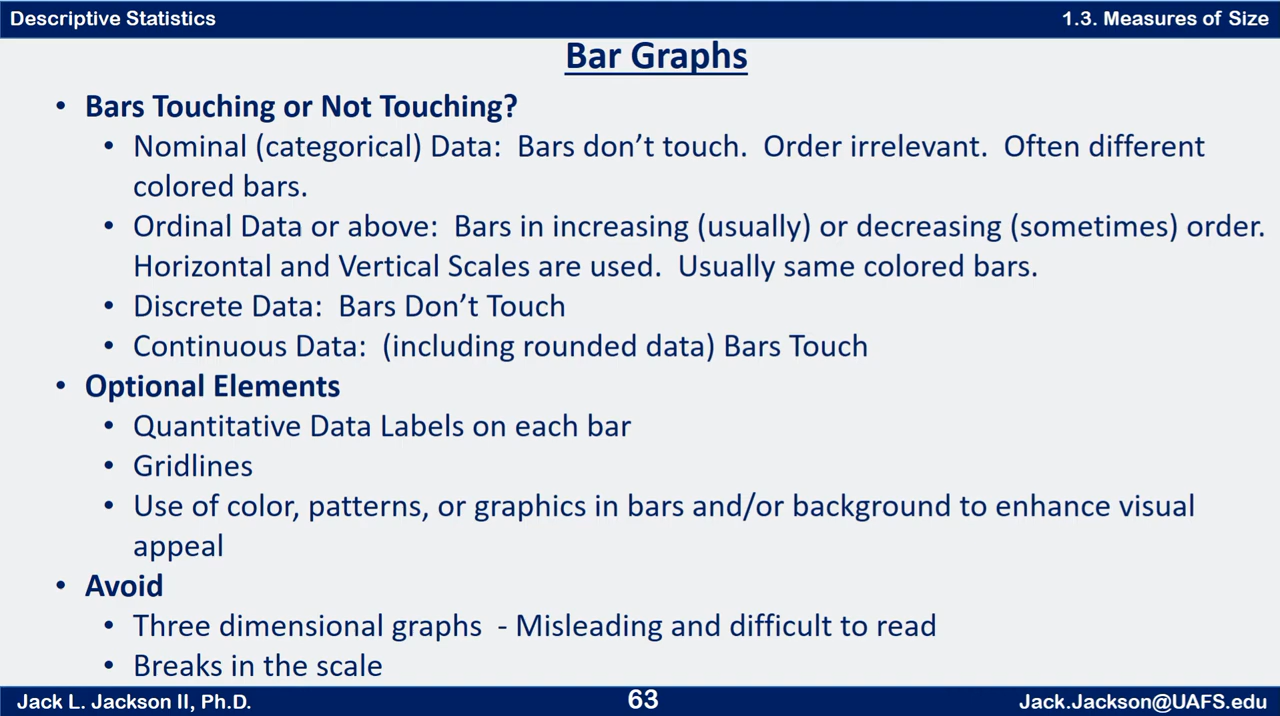 Descriptive Statistics
1.3. Measures of Size
Bar Graphs
• Bars Touching or Not Touching?
• Nominal (categorical) Data:  Bars don’t touch.  Order irrelevant.  Often different
colored bars.
• Ordinal Data or above:  Bars in increasing (usually) or decreasing (sometimes) order.
Horizontal and Vertical Scales are used.  Usually same colored bars.
• Discrete Data:  Bars Don’t Touch
• Continuous Data:  (including rounded data) Bars Touch
• Optional Elements
• Quantitative Data Labels on each bar
• Gridlines
• Use of color, patterns, or graphics in bars and/or background to enhance visual
appeal
• Avoid
• Three dimensional graphs  - Misleading and difficult to read
• Breaks in the scale
Jack L. Jackson II, Ph.D.
63
Jack.Jackson@UAFS.edu